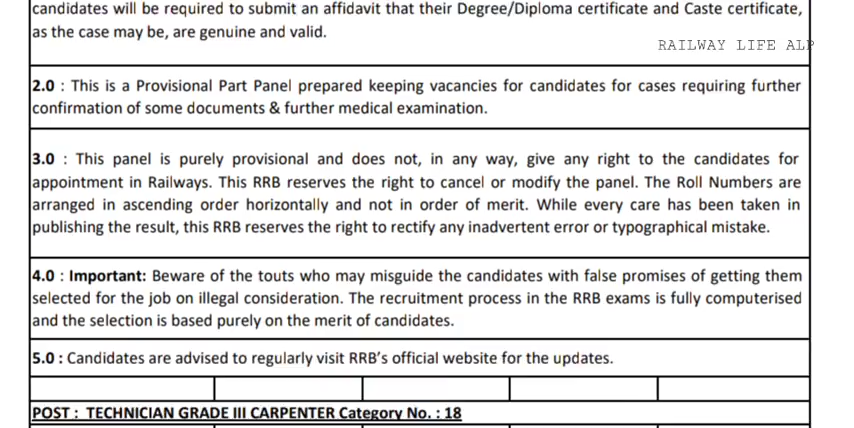 candidates will be required to submit an affidavit that their Degree/Diploma certificate and Caste certificate,
as the case may be, are genuine and valid.
RAILWAY LIFE ALP
2.0 : This is a Provisional Part Panel prepared keeping vacancies for candidates for cases requiring further
confirmation of some documents & further medical examination.
3.0 : This panel is purely provisional and does not, in any way, give any right to the candidates for
appointment in Railways. This RRB reserves the right to cancel or modify the panel. The Roll Numbers are
arranged in ascending order horizontally and not in order of merit. While every care has been taken in
publishing the result, this RRB reserves the right to rectify any inadvertent error or typographical mistake.
4.0 : Important: Beware of the touts who may misguide the candidates with false promises of getting them
selected for the job on illegal consideration. The recruitment process in the RRB exams is fully computerised
and the selection is based purely on the merit of candidates.
5.0 : Candidates are advised to regularly visit RRB’s official website for the updates.
POST : TECHNICIAN GRADE III CARPENTER Category No. : 18